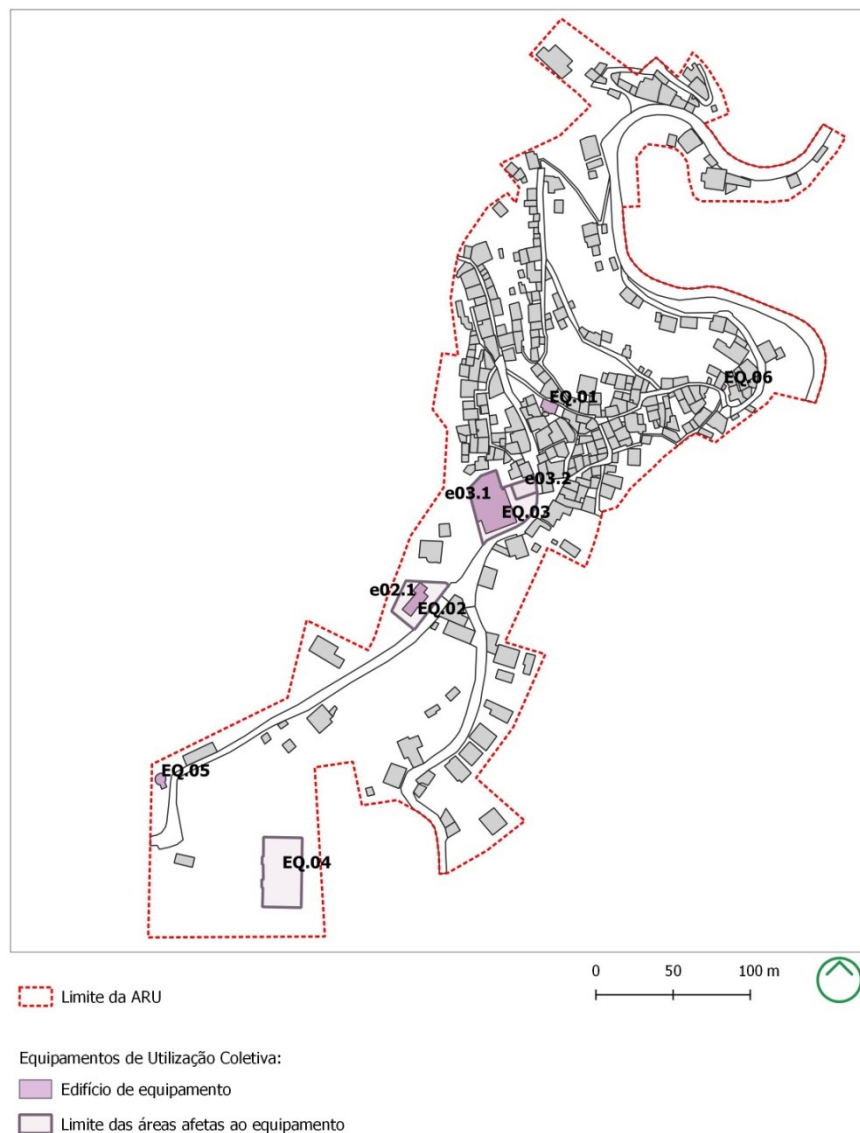 EQ.06
EQ.01
e03.2
e03.1
EQ.03
e02.1
EQ.02
EQ.05
EQ.04
0 50 100 m
Limite da ARU
Equipamentos de Utilização Coletiva:
Edifício de equipamento
Limite das áreas afetas ao equipamento